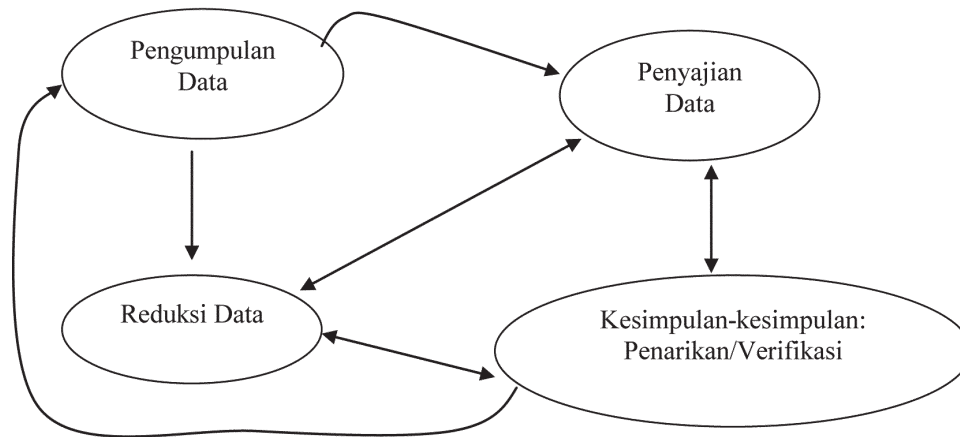 Pengumpulan
Data
Penyajian
Data
Reduksi Data
Kesimpulan-kesimpulan:
Penarikan/Verifikasi